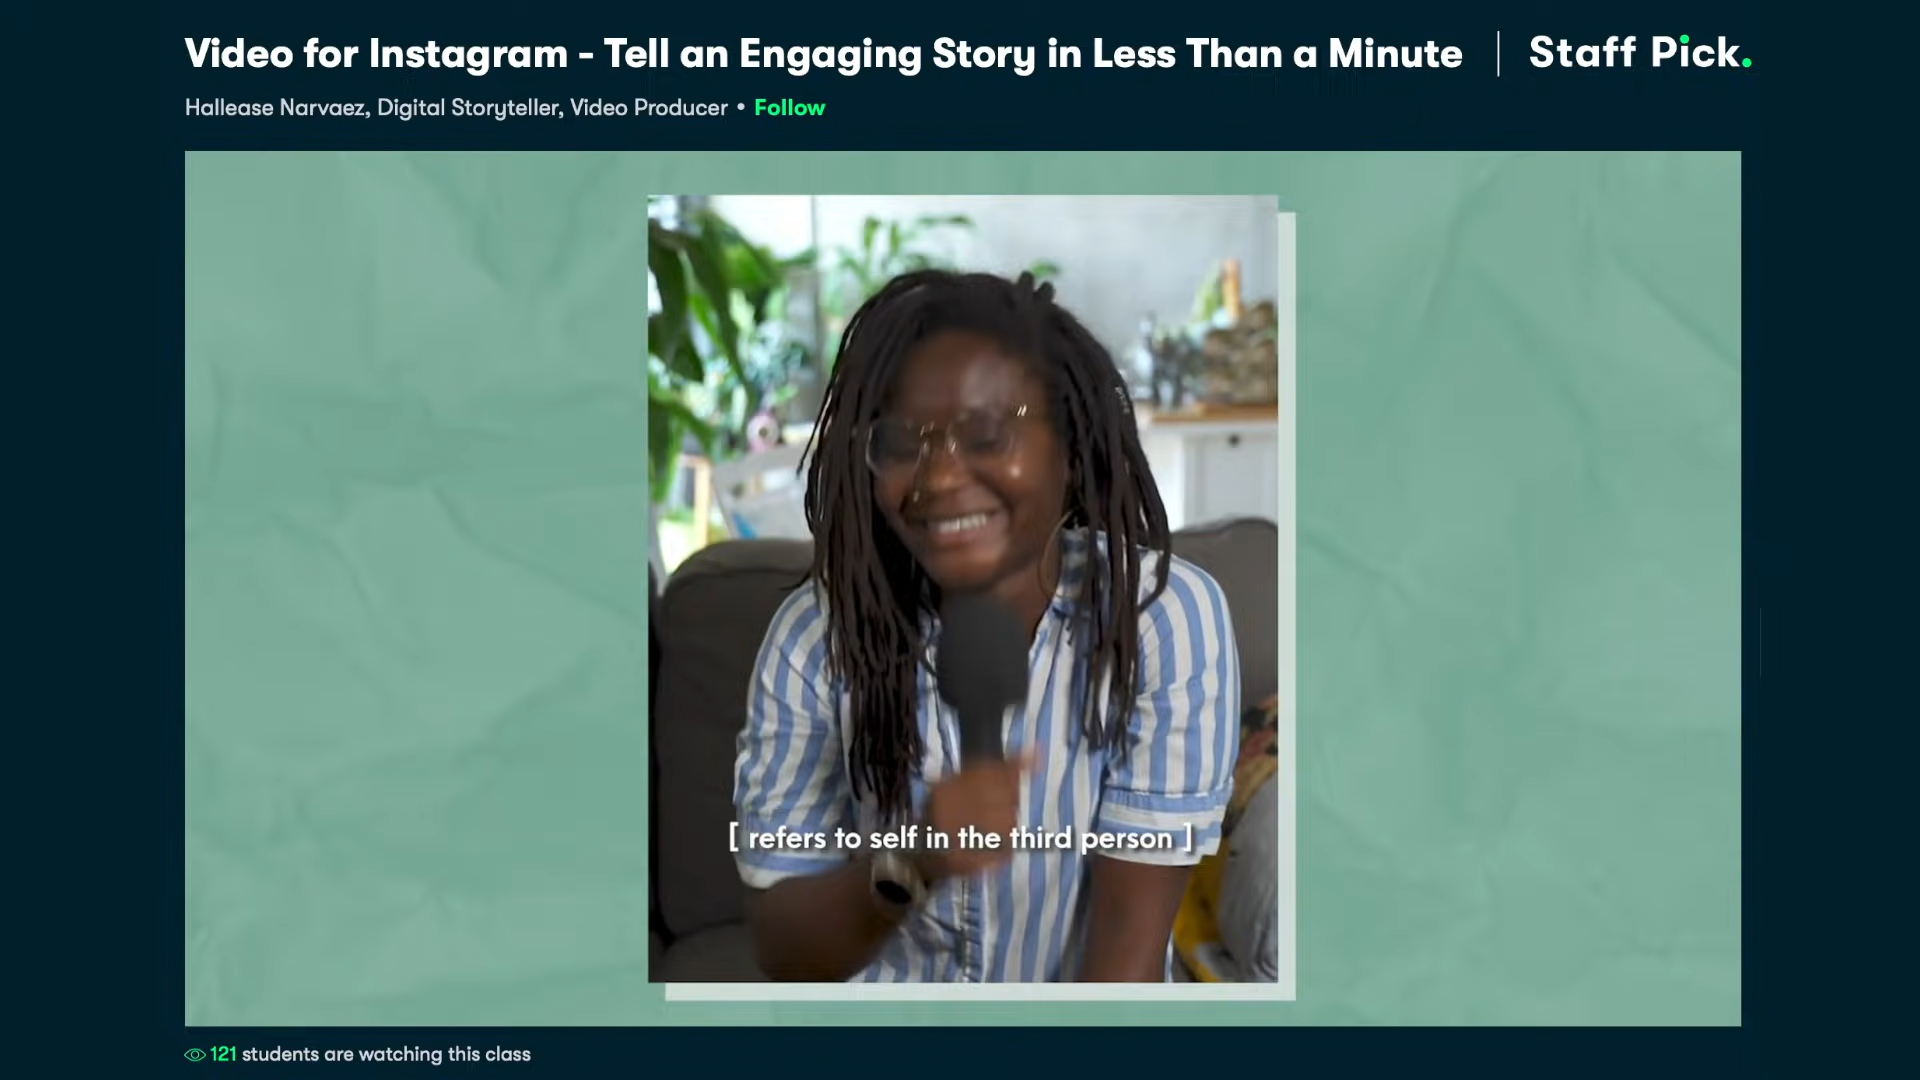 Video for Instagram - Tell an Engaging Story in Less Than a Minute | Staff Pick.
Hallease Narvaez, Digital Storyteller, Video Producer • Follow
[ refers to self in the third person ]
121 students are watching this class